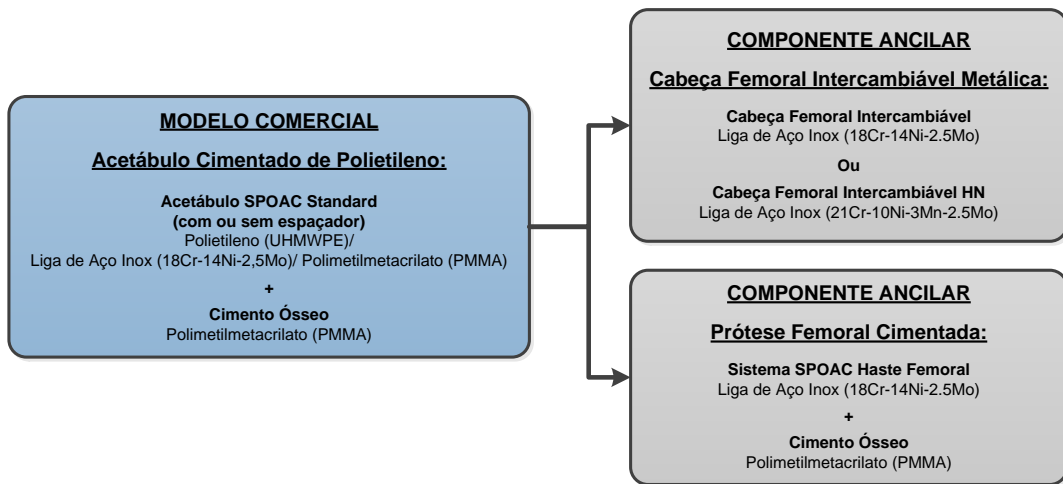 MODELO COMERCIAL
Acetábulo Cimentado de Polietileno:
Acetábulo SPOAC Standard
(com ou sem espaçador)
Polietileno (UHMWPE)/
Liga de Aço Inox (18Cr-14Ni-2,5Mo)/ Polimetilmetacrilato (PMMA)
+
Cimento Ósseo
Polimetilmetacrilato (PMMA)
COMPONENTE ANCILAR
Cabeça Femoral Intercambiável Metálica:
Cabeça Femoral Intercambiável
Liga de Aço Inox (18Cr-14Ni-2.5Mo)
Ou
Cabeça Femoral Intercambiável HN
Liga de Aço Inox (21Cr-10Ni-3Mn-2.5Mo)
COMPONENTE ANCILAR
Prótese Femoral Cimentada:
Sistema SPOAC Haste Femoral
Liga de Aço Inox (18Cr-14Ni-2.5Mo)
+
Cimento Ósseo
Polimetilmetacrilato (PMMA)